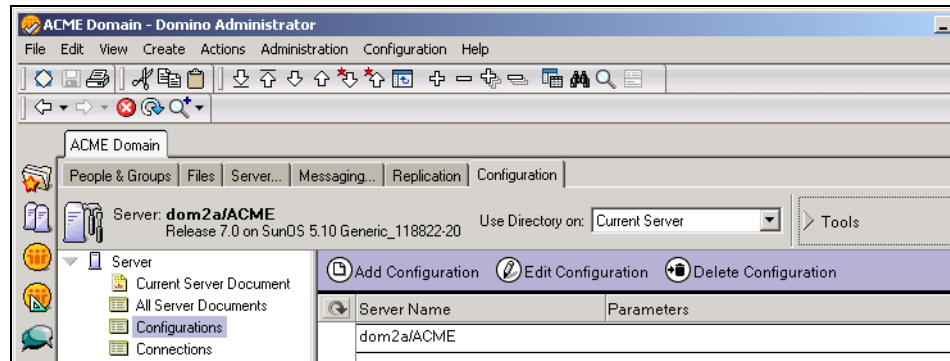 ACME Domain - Domino Administrator
File Edit View Create Actions Administration Configuration Help
ACME Domain
People & Groups Files Server... Messaging... Replication Configuration
Server: dom2a/ACME
Release 7.0 on SunOS 5.10 Generic_118822-20
Use Directory on: Current Server
Tools
Server
Current Server Document
All Server Documents
Configurations
Connections
Add Configuration Edit Configuration Delete Configuration
Server Name Parameters
dom2a/ACME